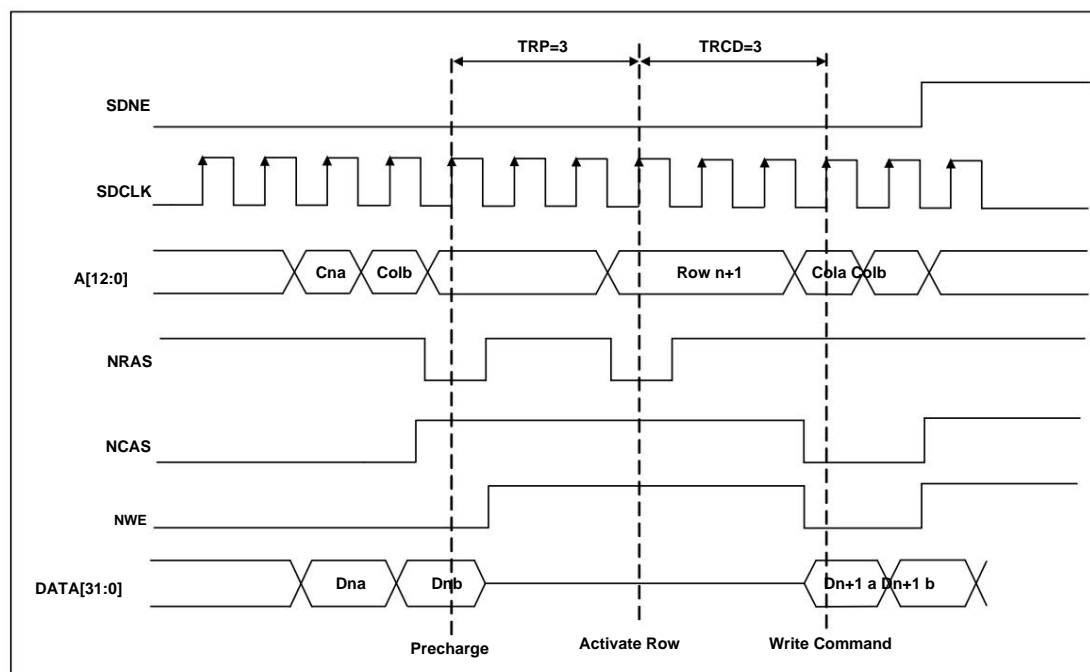 TRP=3 TRCD=3
SDNE
SDCLK
A[12:0] Cna Colb Row n+1 Cola Colb
NRAS
NCAS
NWE
DATA[31:0] Dna Dnb Dn+1 a Dn+1 b
Precharge Activate Row Write Command